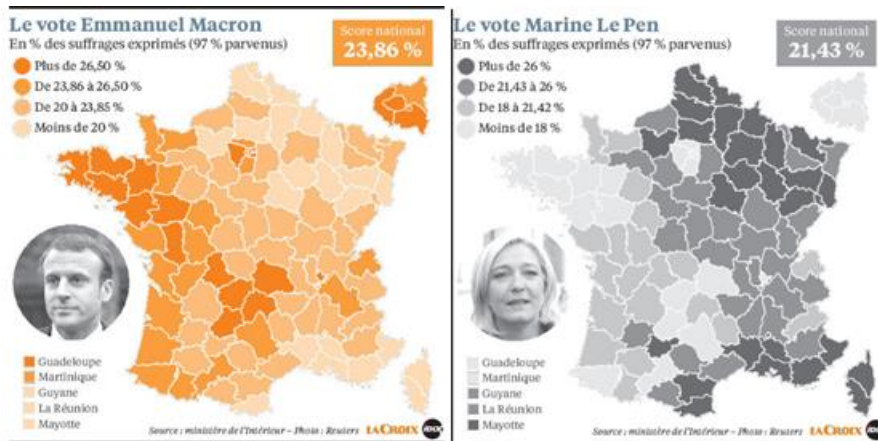 Le vote Emmanuel Macron
En % des suffrages exprimés (97 % parvenus)
Score national
23,86 %
Plus de 26,50 %
De 23,86 à 26,50 %
De 20 à 23,85 %
Moins de 20 %
Guadeloupe
Martinique
Guyane
La Réunion
Mayotte
Source : ministère de l'Intérieur – Photo : Reuters LA CROIX IDIX
Le vote Marine Le Pen
En % des suffrages exprimés (97 % parvenus)
Score national
21,43 %
Plus de 26 %
De 21,43 à 26 %
De 18 à 21,42 %
Moins de 18 %
Guadeloupe
Martinique
Guyane
La Réunion
Mayotte
Source : ministère de l'Intérieur – Photo : Reuters LA CROIX IDIX